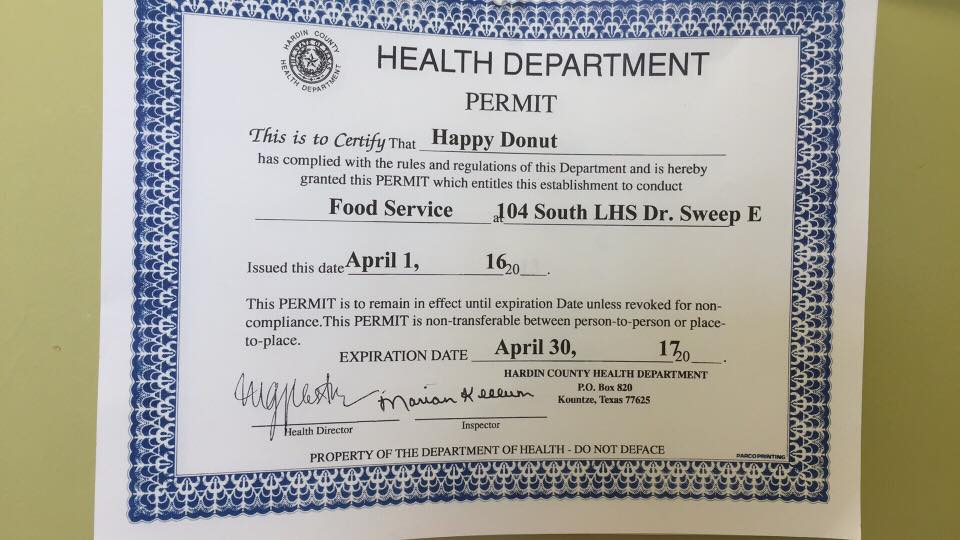 HARDIN COUNTY
HEALTH DEPARTMENT
HEALTH DEPARTMENT
PERMIT
This is to Certify That Happy Donut
has complied with the rules and regulations of this Department and is hereby
granted this PERMIT which entitles this establishment to conduct
Food Service at 104 South LHS Dr. Sweep E
Issued this date April 1, 16 20
This PERMIT is to remain in effect until expiration Date unless revoked for non-
compliance.This PERMIT is non-transferable between person-to-person or place-
to-place.
EXPIRATION DATE April 30, 17 20
HARDIN COUNTY HEALTH DEPARTMENT
P.O. Box 820
Kountze, Texas 77625
Marian Kellum
Health Director
Inspector
PROPERTY OF THE DEPARTMENT OF HEALTH - DO NOT DEFACE
PARCO PRINTING